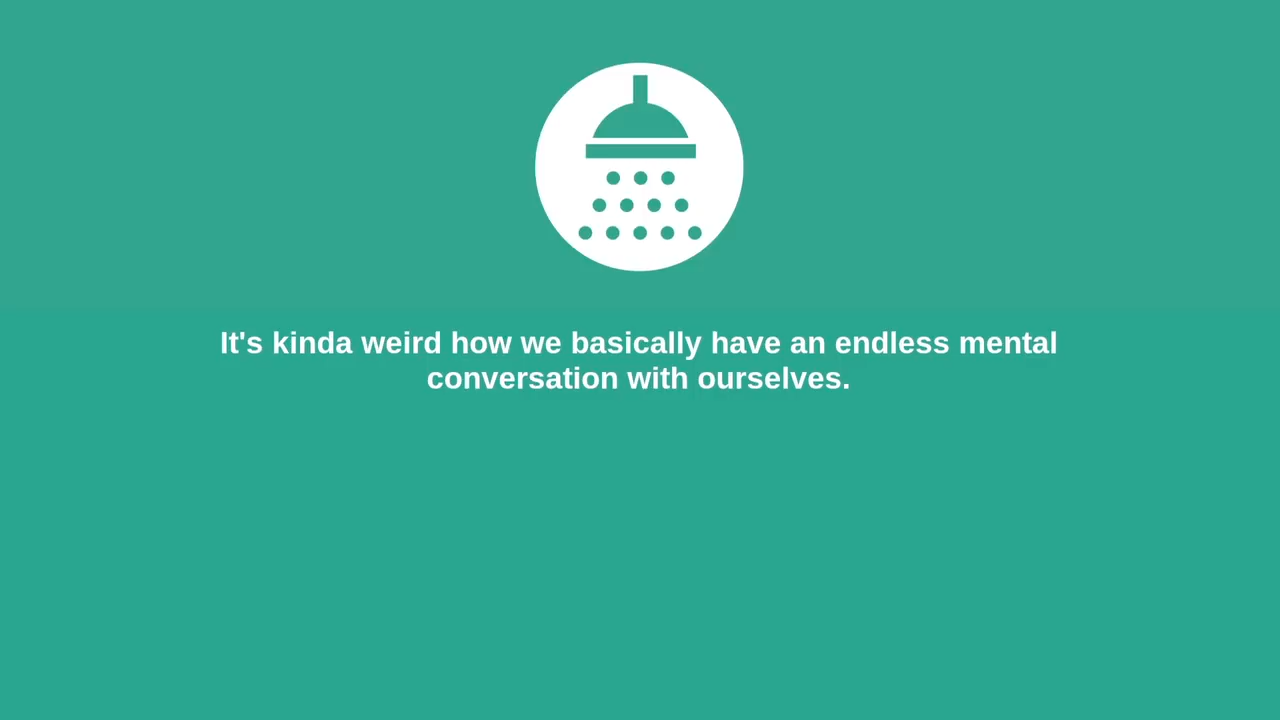 It's kinda weird how we basically have an endless mental
conversation with ourselves.